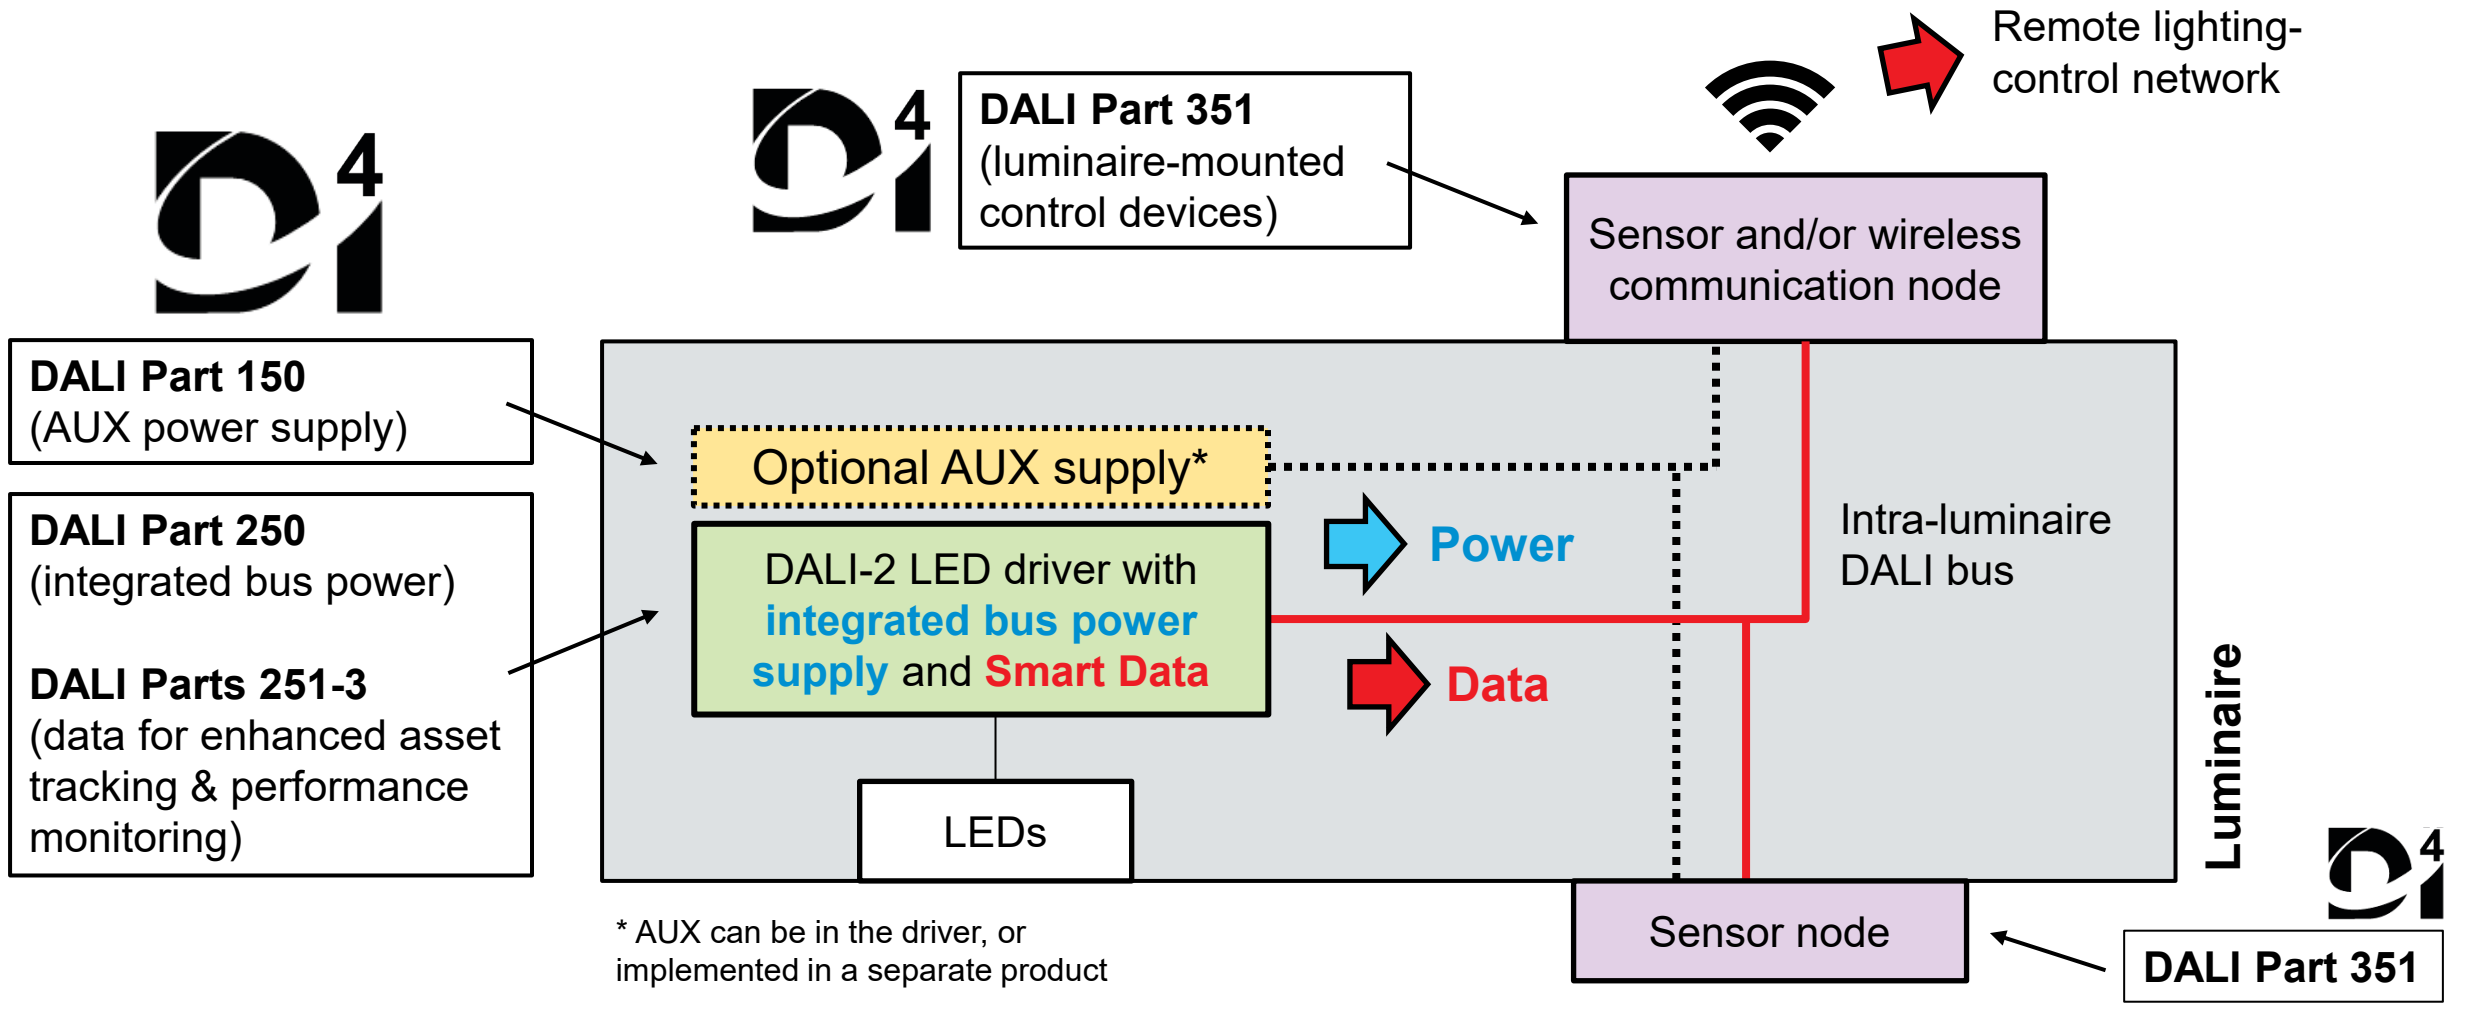 Remote lighting-
control network
D4i
DALI Part 351
(luminaire-mounted
control devices)
D4i
Sensor and/or wireless
communication node
DALI Part 150
(AUX power supply)
Optional AUX supply*
DALI Part 250
(integrated bus power)
DALI Parts 251-3
(data for enhanced asset
tracking & performance
monitoring)
DALI-2 LED driver with
integrated bus power
supply and Smart Data
Power
Data
Intra-luminaire
DALI bus
LEDs
Luminaire
* AUX can be in the driver, or
implemented in a separate product
Sensor node
D4i
DALI Part 351